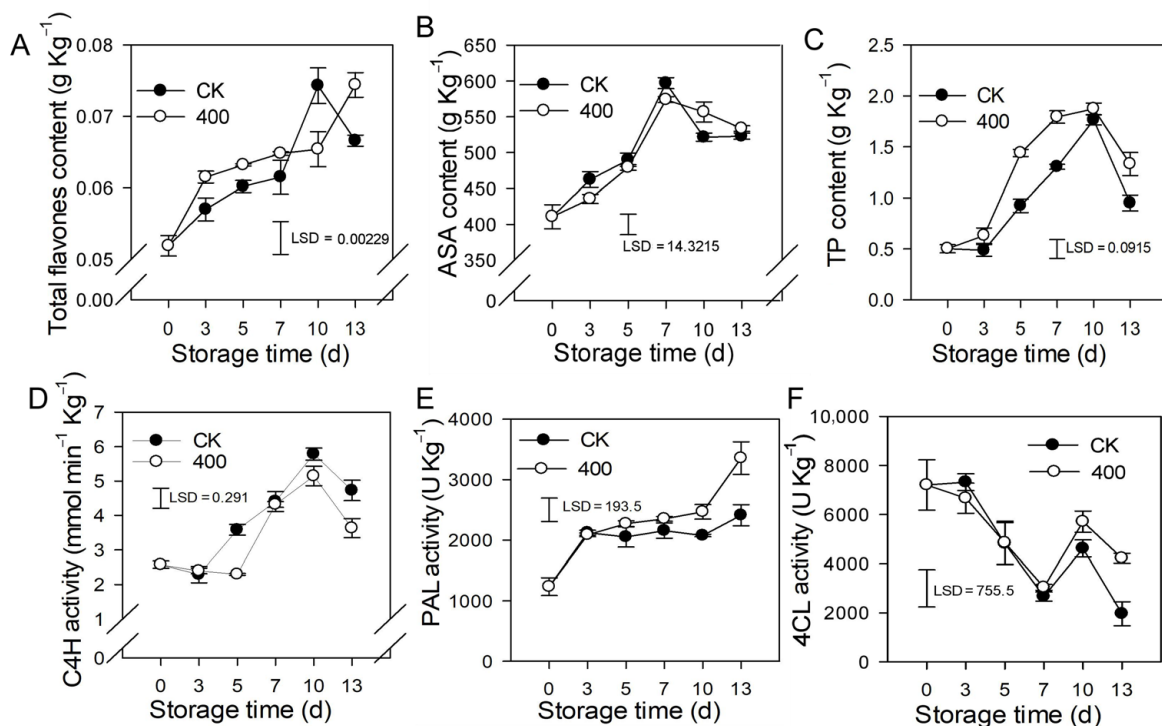 A
Total flavones content (g Kg⁻¹)
0.08
0.07
0.06
0.05
0.00
CK
400
LSD = 0.00229
0 3 5 7 10 13
Storage time (d)
B
ASA content (g Kg⁻¹)
650
600
550
500
450
400
350
0
CK
400
LSD = 14.3215
0 3 5 7 10 13
Storage time (d)
C
TP content (g Kg⁻¹)
2.5
2.0
1.5
1.0
0.5
0.0
CK
400
LSD = 0.0915
0 3 5 7 10 13
Storage time (d)
D
C4H activity (mmol min⁻¹ Kg⁻¹)
7
6
5
4
3
2
1
0
CK
400
LSD = 0.291
0 3 5 7 10 13
Storage time (d)
E
PAL activity (U Kg⁻¹)
4000
3000
2000
1000
0
CK
400
LSD = 193.5
0 3 5 7 10 13
Storage time (d)
F
4CL activity (U Kg⁻¹)
10,000
8000
6000
4000
2000
0
CK
400
LSD = 755.5
0 3 5 7 10 13
Storage time (d)